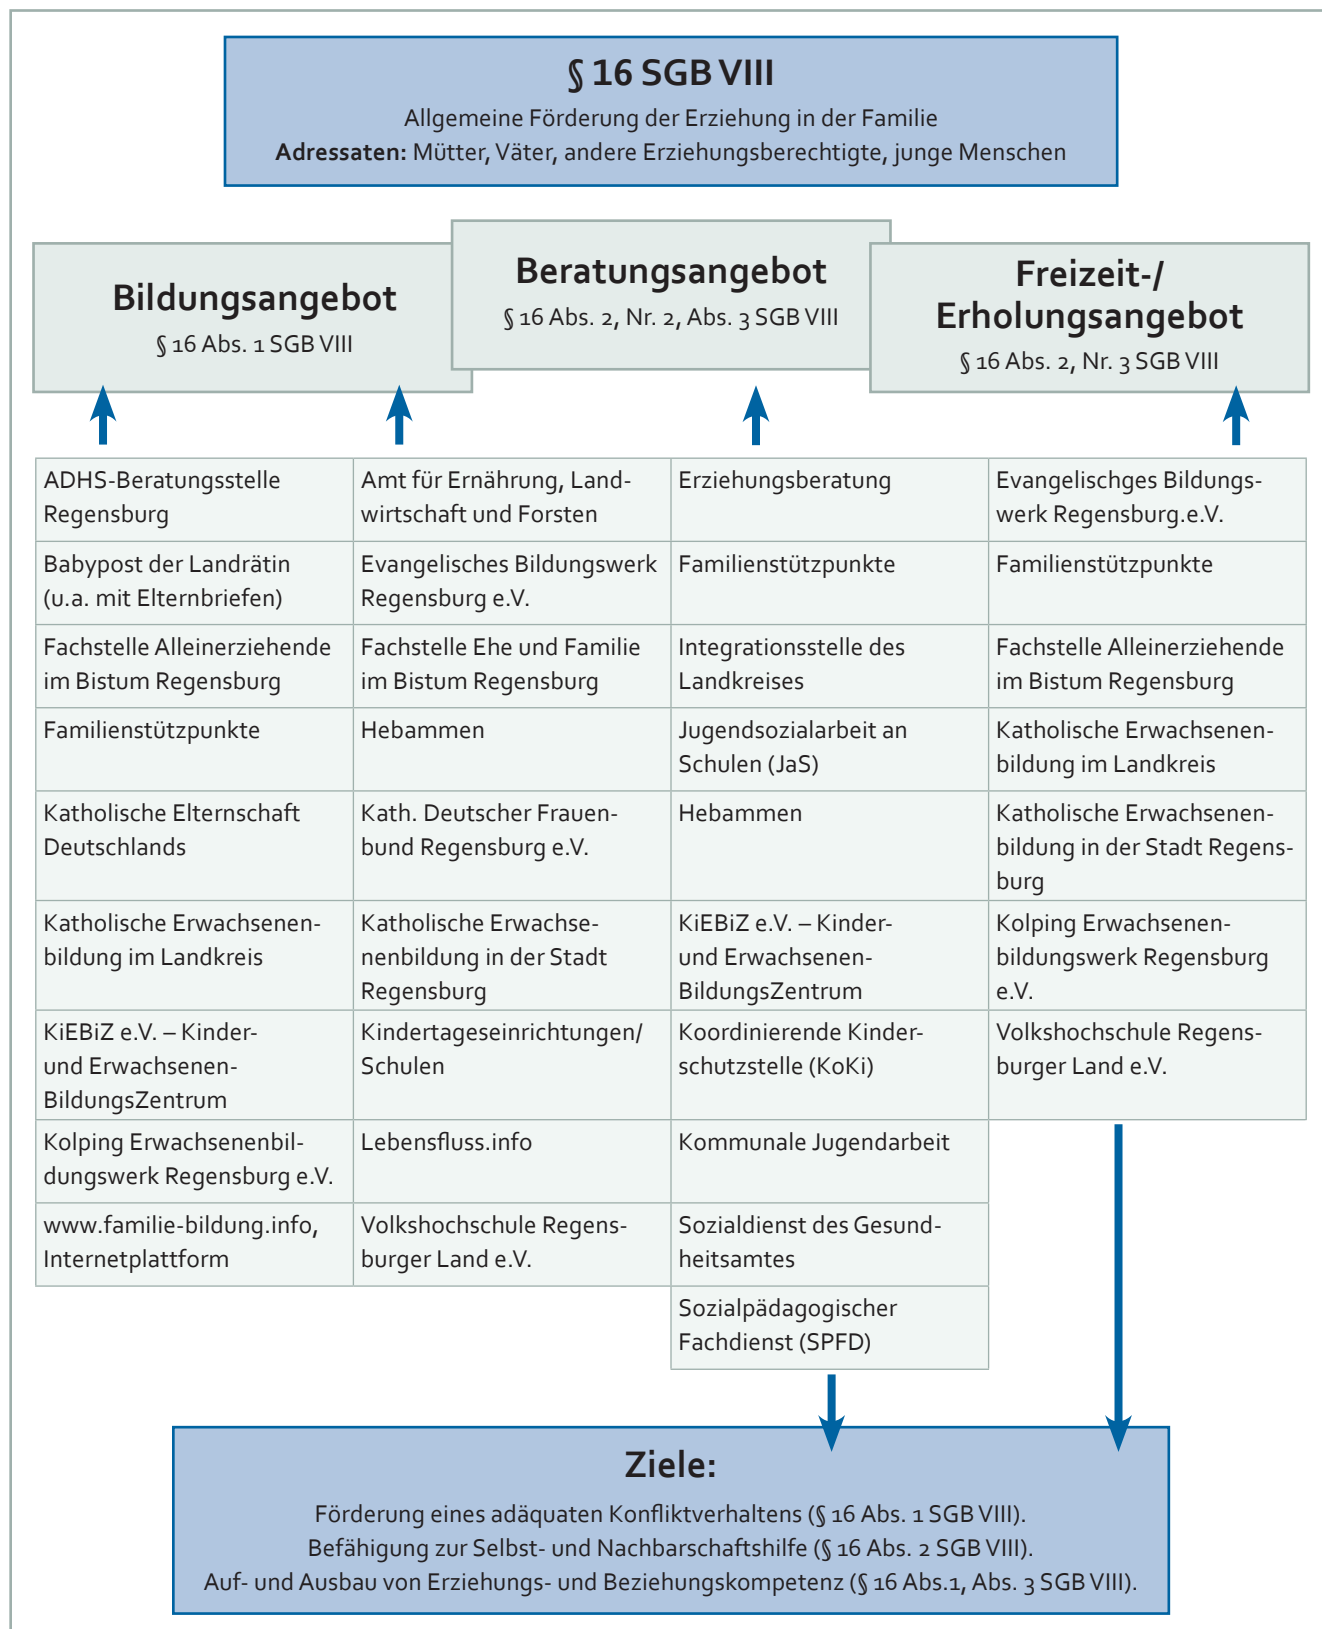 § 16 SGB VIII
Allgemeine Förderung der Erziehung in der Familie
Adressaten: Mütter, Väter, andere Erziehungsberechtigte, junge Menschen
Bildungsangebot
§ 16 Abs. 1 SGB VIII
Beratungsangebot
§ 16 Abs. 2, Nr. 2, Abs. 3 SGB VIII
Freizeit-/
Erholungsangebot
§ 16 Abs. 2, Nr. 3 SGB VIII
ADHS-Beratungsstelle
Regensburg
Babypost der Landrätin
(u.a. mit Elternbriefen)
Fachstelle Alleinerziehende
im Bistum Regensburg
Familienstützpunkte
Katholische Elternschaft
Deutschlands
Katholische Erwachsenen-
bildung im Landkreis
KiEBiZ e.V. – Kinder-
und Erwachsenen-
BildungsZentrum
Kolping Erwachsenenbil-
dungswerk Regensburg e.V.
www.familie-bildung.info,
Internetplattform
Amt für Ernährung, Land-
wirtschaft und Forsten
Evangelisches Bildungswerk
Regensburg e.V.
Fachstelle Ehe und Familie
im Bistum Regensburg
Hebammen
Kath. Deutscher Frauen-
bund Regensburg e.V.
Katholische Erwachse-
nenbildung in der Stadt
Regensburg
Kindertageseinrichtungen/
Schulen
Lebensfluss.info
Volkshochschule Regens-
burger Land e.V.
Erziehungsberatung
Familienstützpunkte
Integrationsstelle des
Landkreises
Jugendsozialarbeit an
Schulen (JaS)
Hebammen
KiEBiZ e.V. – Kinder-
und Erwachsenen-
BildungsZentrum
Koordinierende Kinder-
schutzstelle (KoKi)
Kommunale Jugendarbeit
Sozialdienst des Gesund-
heitsamtes
Sozialpädagogischer
Fachdienst (SPFD)
Evangelischges Bildungs-
werk Regensburg.e.V.
Familienstützpunkte
Fachstelle Alleinerziehende
im Bistum Regensburg
Katholische Erwachsenen-
bildung im Landkreis
Katholische Erwachsenen-
bildung in der Stadt Regens-
burg
Kolping Erwachsenen-
bildungswerk Regensburg
e.V.
Volkshochschule Regens-
burger Land e.V.
Ziele:
Förderung eines adäquaten Konfliktverhaltens (§ 16 Abs. 1 SGB VIII).
Befähigung zur Selbst- und Nachbarschaftshilfe (§ 16 Abs. 2 SGB VIII).
Auf- und Ausbau von Erziehungs- und Beziehungskompetenz (§ 16 Abs.1, Abs. 3 SGB VIII).